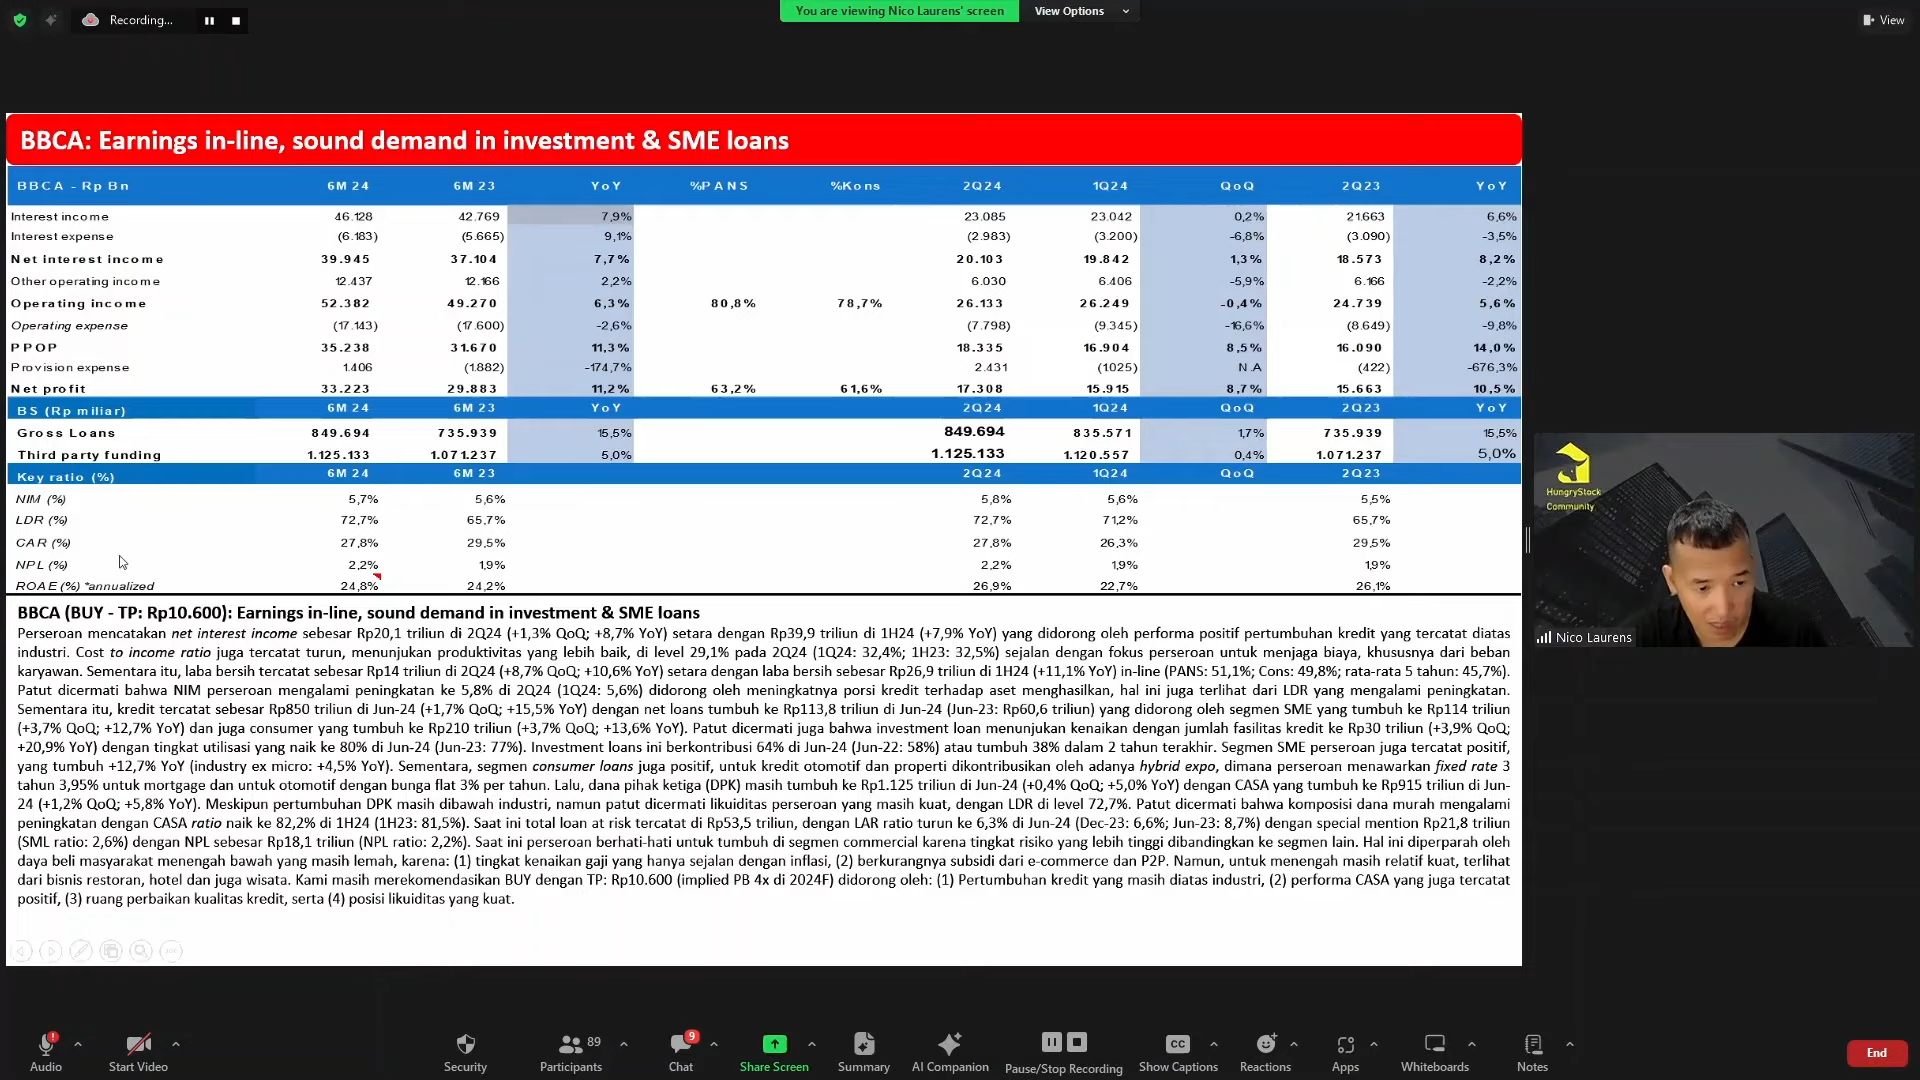 Recording...
You are viewing Nico Laurens' screen
View Options
View
BBCA: Earnings in-line, sound demand in investment & SME loans
BBCA - Rp Bn 6M 24 6M 23 YoY %PANS %Kons 2Q24 1Q24 QoQ 2Q23 YoY
Interest income 46.128 42.769 7,9% 23.085 23.042 0,2% 21.663 6,6%
Interest expense (6.183) (5.665) 9,1% (2.983) (3.200) -6,8% (3.090) -3,5%
Net interest income 39.945 37.104 7,7% 20.103 19.842 1,3% 18.573 8,2%
Other operating income 12.437 12.166 2,2% 6.030 6.406 -5,9% 6.166 -2,2%
Operating income 52.382 49.270 6,3% 80,8% 78,7% 26.133 26.249 -0,4% 24.739 5,6%
Operating expense (17.143) (17.600) -2,6% (7.798) (9.345) -16,6% (8.649) -9,8%
PPOP 35.238 31.670 11,3% 18.335 16.904 8,5% 16.090 14,0%
Provision expense 1.406 (1.882) -174,7% 2.431 (1.025) N.A (422) -676,3%
Net profit 33.223 29.883 11,2% 63,2% 61,6% 17.308 15.915 8,7% 15.663 10,5%
BS (Rp miliar) 6M 24 6M 23 YoY 2Q24 1Q24 QoQ 2Q23 YoY
Gross Loans 849.694 735.939 15,5% 849.694 835.571 1,7% 735.939 15,5%
Third party funding 1.125.133 1.071.237 5,0% 1.125.133 1.120.557 0,4% 1.071.237 5,0%
Key ratio (%) 6M 24 6M 23 2Q24 1Q24 QoQ 2Q23
NIM (%) 5,7% 5,6% 5,8% 5,6% 5,5%
LDR (%) 72,7% 65,7% 72,7% 71,2% 65,7%
CAR (%) 27,8% 29,5% 27,8% 26,3% 29,5%
NPL (%) 2,2% 1,9% 2,2% 1,9% 1,9%
ROAE (%) *annualized 24,8% 24,2% 26,9% 22,7% 26,1%
BBCA (BUY - TP: Rp10.600): Earnings in-line, sound demand in investment & SME loans
Perseroan mencatakan net interest income sebesar Rp20,1 triliun di 2Q24 (+1,3% QoQ; +8,7% YoY) setara dengan Rp39,9 triliun di 1H24 (+7,9% YoY) yang didorong oleh performa positif pertumbuhan kredit yang tercatat diatas
industri. Cost to income ratio juga tercatat turun, menunjukan produktivitas yang lebih baik, di level 29,1% pada 2Q24 (1Q24: 32,4%; 1H23: 32,5%) sejalan dengan fokus perseroan untuk menjaga biaya, khususnya dari beban
karyawan. Sementara itu, laba bersih tercatat sebesar Rp14 triliun di 2Q24 (+8,7% QoQ; +10,6% YoY) setara dengan laba bersih sebesar Rp26,9 triliun di 1H24 (+11,1% YoY) in-line (PANS: 51,1%; Cons: 49,8%; rata-rata 5 tahun: 45,7%).
Patut dicermati bahwa NIM perseroan mengalami peningkatan ke 5,8% di 2Q24 (1Q24: 5,6%) didorong oleh meningkatnya porsi kredit terhadap aset menghasilkan, hal ini juga terlihat dari LDR yang mengalami peningkatan.
Sementara itu, kredit tercatat sebesar Rp850 triliun di Jun-24 (+1,7% QoQ; +15,5% YoY) dengan net loans tumbuh ke Rp113,8 triliun di Jun-24 (Jun-23: Rp60,6 triliun) yang didorong oleh segmen SME yang tumbuh ke Rp114 triliun
(+3,7% QoQ; +12,7% YoY) dan juga consumer yang tumbuh ke Rp210 triliun (+3,7% QoQ; +13,6% YoY). Patut dicermati juga bahwa investment loan menunjukan kenaikan dengan jumlah fasilitas kredit ke Rp30 triliun (+3,9% QoQ;
+20,9% YoY) dengan tingkat utilisasi yang naik ke 80% di Jun-24 (Jun-23: 77%). Investment loans ini berkontribusi 64% di Jun-24 (Jun-22: 58%) atau tumbuh 38% dalam 2 tahun terakhir. Segmen SME perseroan juga tercatat positif,
yang tumbuh +12,7% YoY (industry ex micro: +4,5% YoY). Sementara, segmen consumer loans juga positif, untuk kredit otomotif dan properti dikontribusikan oleh adanya hybrid expo, dimana perseroan menawarkan fixed rate 3
tahun 3,95% untuk mortgage dan untuk otomotif dengan bunga flat 3% per tahun. Lalu, dana pihak ketiga (DPK) masih tumbuh ke Rp1.125 triliun di Jun-24 (+0,4% QoQ; +5,0% YoY) dengan CASA yang tumbuh ke Rp915 triliun di Jun-
24 (+1,2% QoQ; +5,8% YoY). Meskipun pertumbuhan DPK masih dibawah industri, namun patut dicermati likuiditas perseroan yang masih kuat, dengan LDR di level 72,7%. Patut dicermati bahwa komposisi dana murah mengalami
peningkatan dengan CASA ratio naik ke 82,2% di 1H24 (1H23: 81,5%). Saat ini total loan at risk tercatat di Rp53,5 triliun, dengan LAR ratio turun ke 6,3% di Jun-24 (Dec-23: 6,6%; Jun-23: 8,7%) dengan special mention Rp21,8 triliun
(SML ratio: 2,6%) dengan NPL sebesar Rp18,1 triliun (NPL ratio: 2,2%). Saat ini perseroan berhati-hati untuk tumbuh di segmen commercial karena tingkat risiko yang lebih tinggi dibandingkan ke segmen lain. Hal ini diperparah oleh
daya beli masyarakat menengah bawah yang masih lemah, karena: (1) tingkat kenaikan gaji yang hanya sejalan dengan inflasi, (2) berkurangnya subsidi dari e-commerce dan P2P. Namun, untuk menengah masih relatif kuat, terlihat
dari bisnis restoran, hotel dan juga wisata. Kami masih merekomendasikan BUY dengan TP: Rp10.600 (implied PB 4x di 2024F) didorong oleh: (1) Pertumbuhan kredit yang masih diatas industri, (2) performa CASA yang juga tercatat
positif, (3) ruang perbaikan kualitas kredit, serta (4) posisi likuiditas yang kuat.
HungryStock
Community
Nico Laurens
Audio
Start Video
Security
Participants 89
Chat 9
Share Screen
Summary
AI Companion
Pause/Stop Recording
CC
Show Captions
Reactions
Apps
Whiteboards
Notes
End